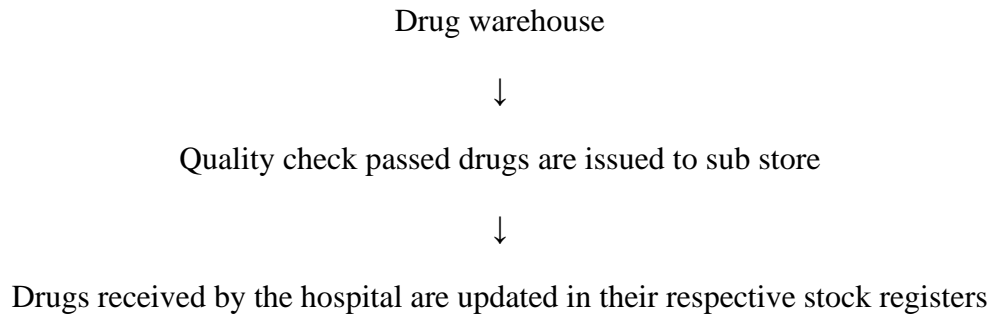 Drug warehouse
↓
Quality check passed drugs are issued to sub store
↓
Drugs received by the hospital are updated in their respective stock registers